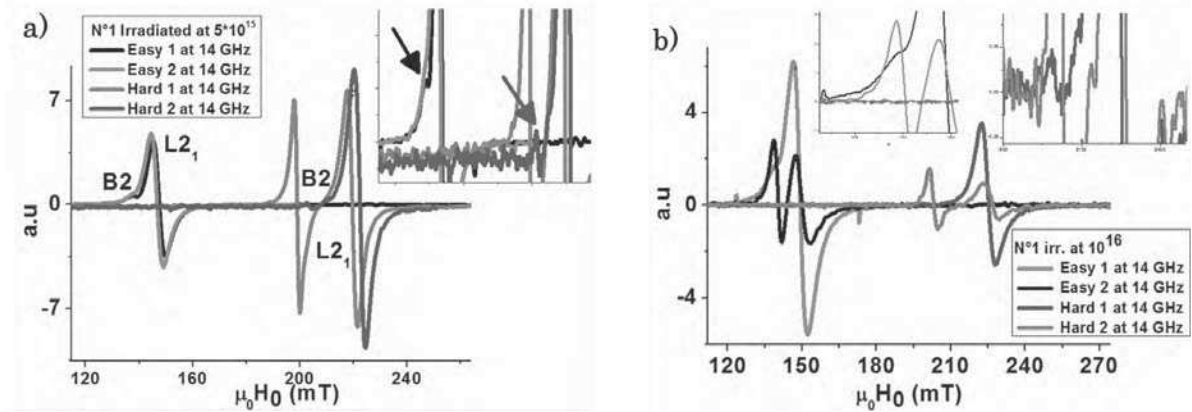 a)
N°1 Irradiated at 5*10^15
Easy 1 at 14 GHz
Easy 2 at 14 GHz
Hard 1 at 14 GHz
Hard 2 at 14 GHz
7
0
-7
a.u
B2
L2₁
B2
L2₁
120
160
200
240
μ₀H₀ (mT)
b)
4
0
-4
a.u
N°1 irr. at 10^16
Easy 1 at 14 GHz
Easy 2 at 14 GHz
Hard 1 at 14 GHz
Hard 2 at 14 GHz
120
150
180
210
240
270
μ₀H₀ (mT)